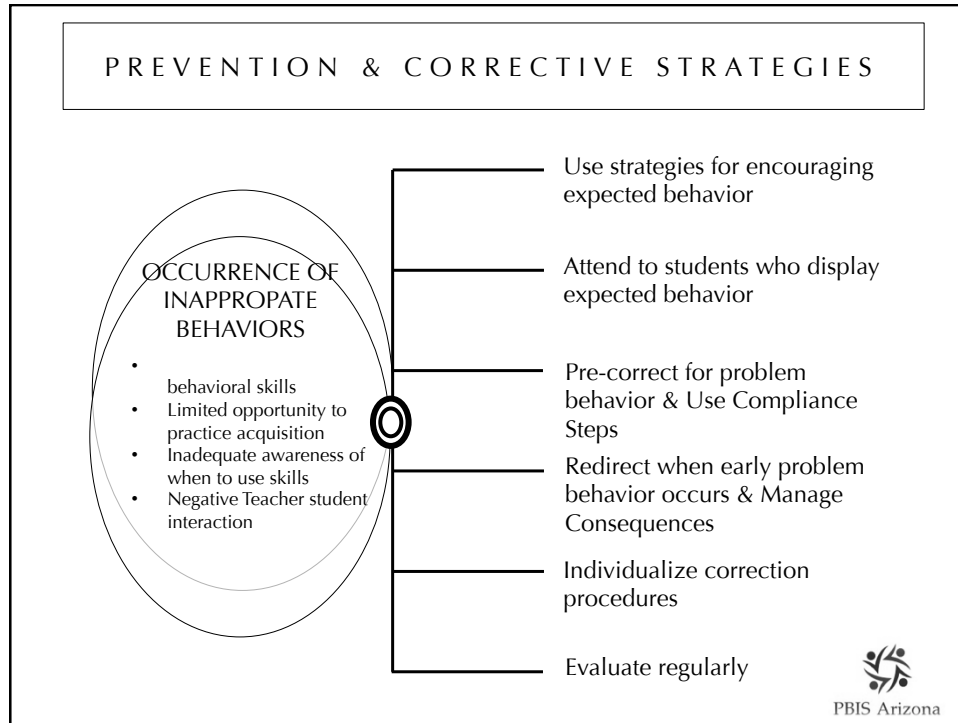 PREVENTION & CORRECTIVE STRATEGIES
OCCURRENCE OF
INAPPROPATE
BEHAVIORS
•
behavioral skills
• Limited opportunity to
practice acquisition
• Inadequate awareness of
when to use skills
• Negative Teacher student
interaction
Use strategies for encouraging
expected behavior
Attend to students who display
expected behavior
Pre-correct for problem
behavior & Use Compliance
Steps
Redirect when early problem
behavior occurs & Manage
Consequences
Individualize correction
procedures
Evaluate regularly
PBIS Arizona